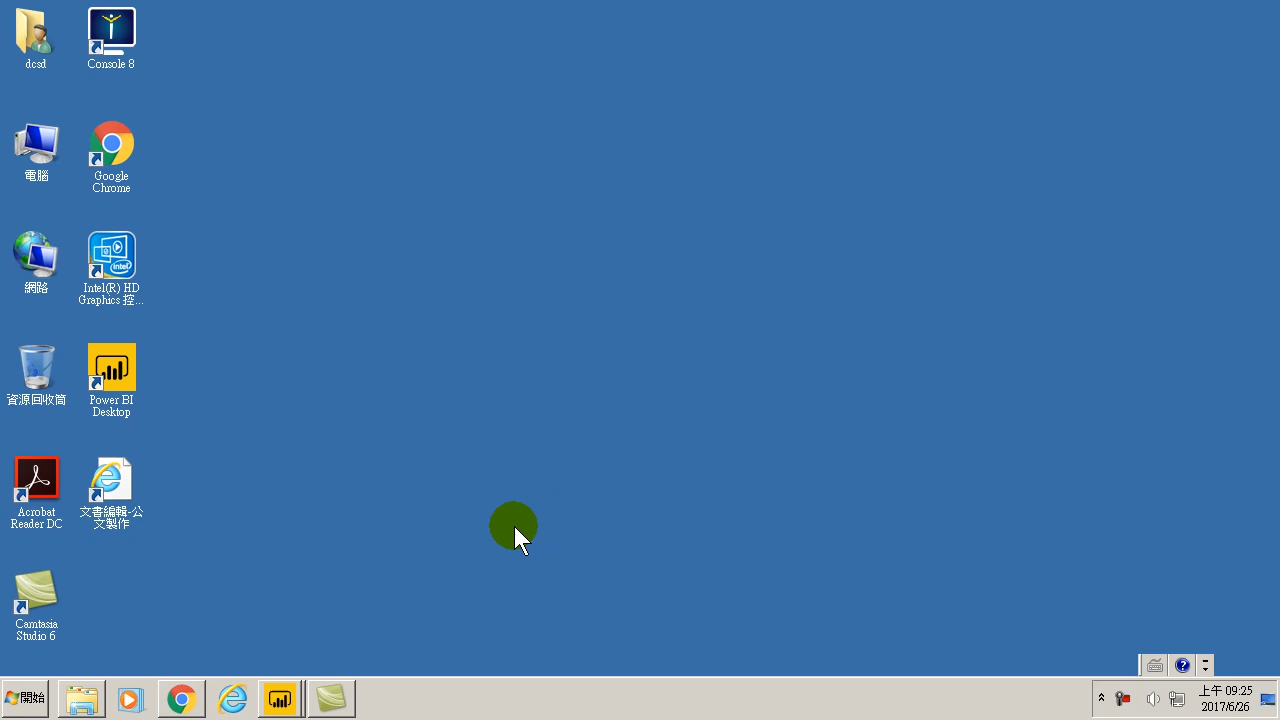 dcsd
Console 8
電腦
Google
Chrome
網路
intel
Intel(R) HD
Graphics 控...
資源回收筒
Power BI
Desktop
Acrobat
Reader DC
文書編輯-公
文製作
Camtasia
Studio 6
開始
上午 09:25
2017/6/26